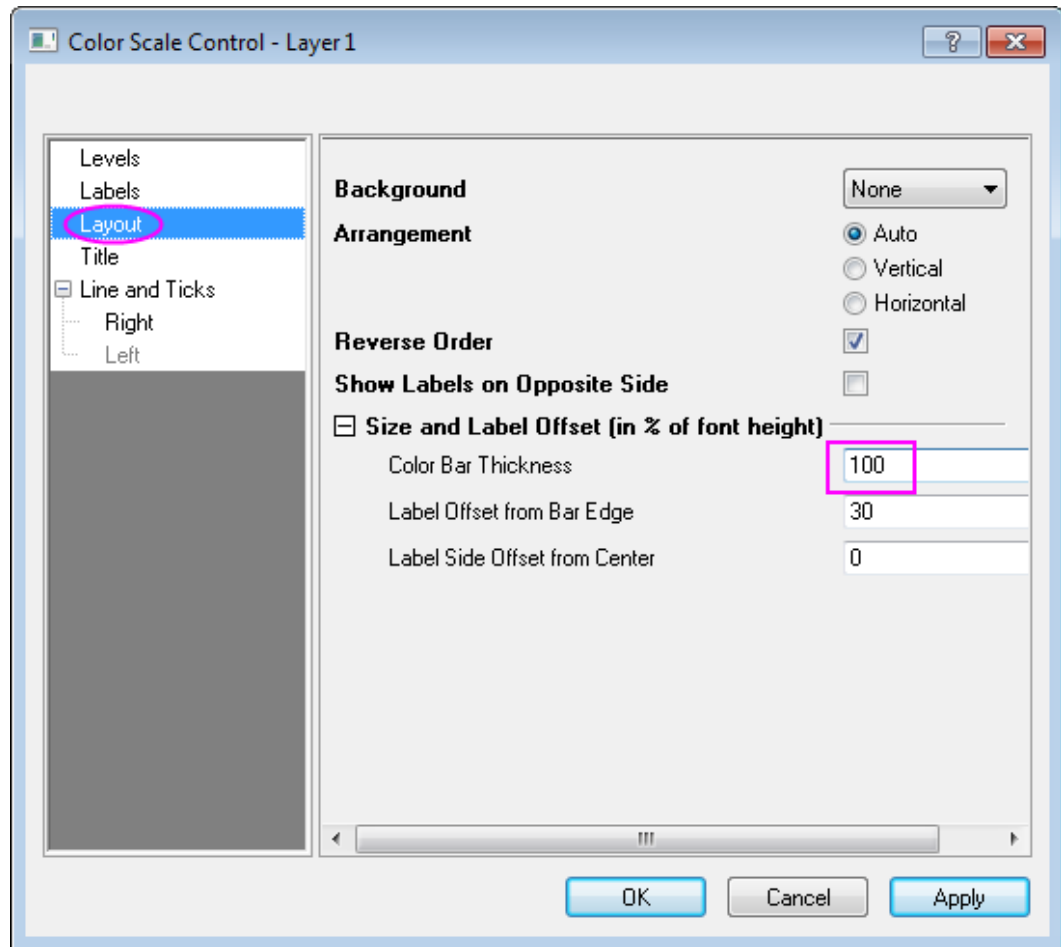 Color Scale Control - Layer 1
Levels
Labels
Layout
Title
Line and Ticks
Right
Left
Background
None
Arrangement
Auto
Vertical
Horizontal
Reverse Order
Show Labels on Opposite Side
Size and Label Offset (in % of font height)
Color Bar Thickness
100
Label Offset from Bar Edge
30
Label Side Offset from Center
0
OK
Cancel
Apply